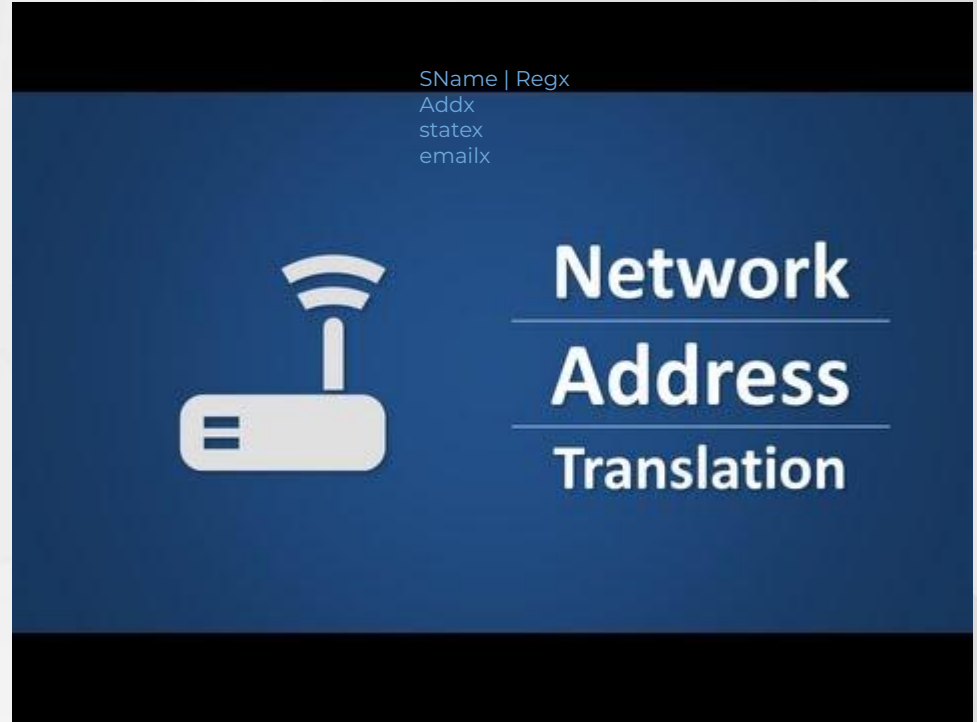 SName | Regx
Addx
statex
emailx
Network
Address
Translation